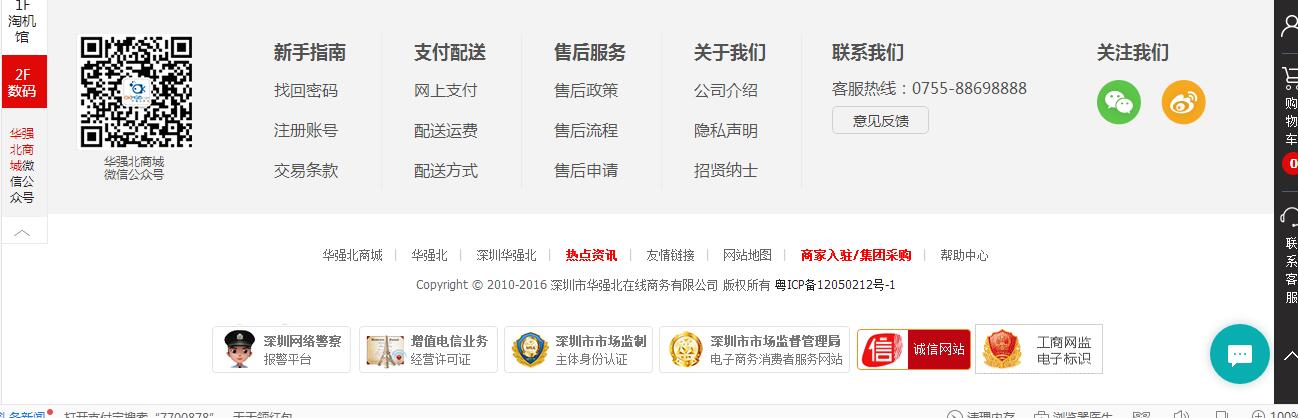 1F
淘机
馆
2F
数码
华强
北商
城微
信公
众号
华强北商城
微信公众号
新手指南
找回密码
注册账号
交易条款
支付配送
网上支付
配送运费
配送方式
售后服务
售后政策
售后流程
售后申请
关于我们
公司介绍
隐私声明
招贤纳士
联系我们
客服热线：0755-88698888
意见反馈
关注我们
购
物
车
0
联
系
客
服
华强北商城 | 华强北 | 深圳华强北 | 热点资讯 | 友情链接 | 网站地图 | 商家入驻/集团采购 | 帮助中心
Copyright © 2010-2016 深圳市华强北在线商务有限公司 版权所有 粤ICP备12050212号-1
深圳网络警察
报警平台
增值电信业务
经营许可证
深圳市市场监制
主体身份认证
深圳市市场监督管理局
电子商务消费者服务网站
信 诚信网站
工商网监
电子标识
打开支付宝搜索“7700878” 天天领红包
清理内存 浏览器医生 100%